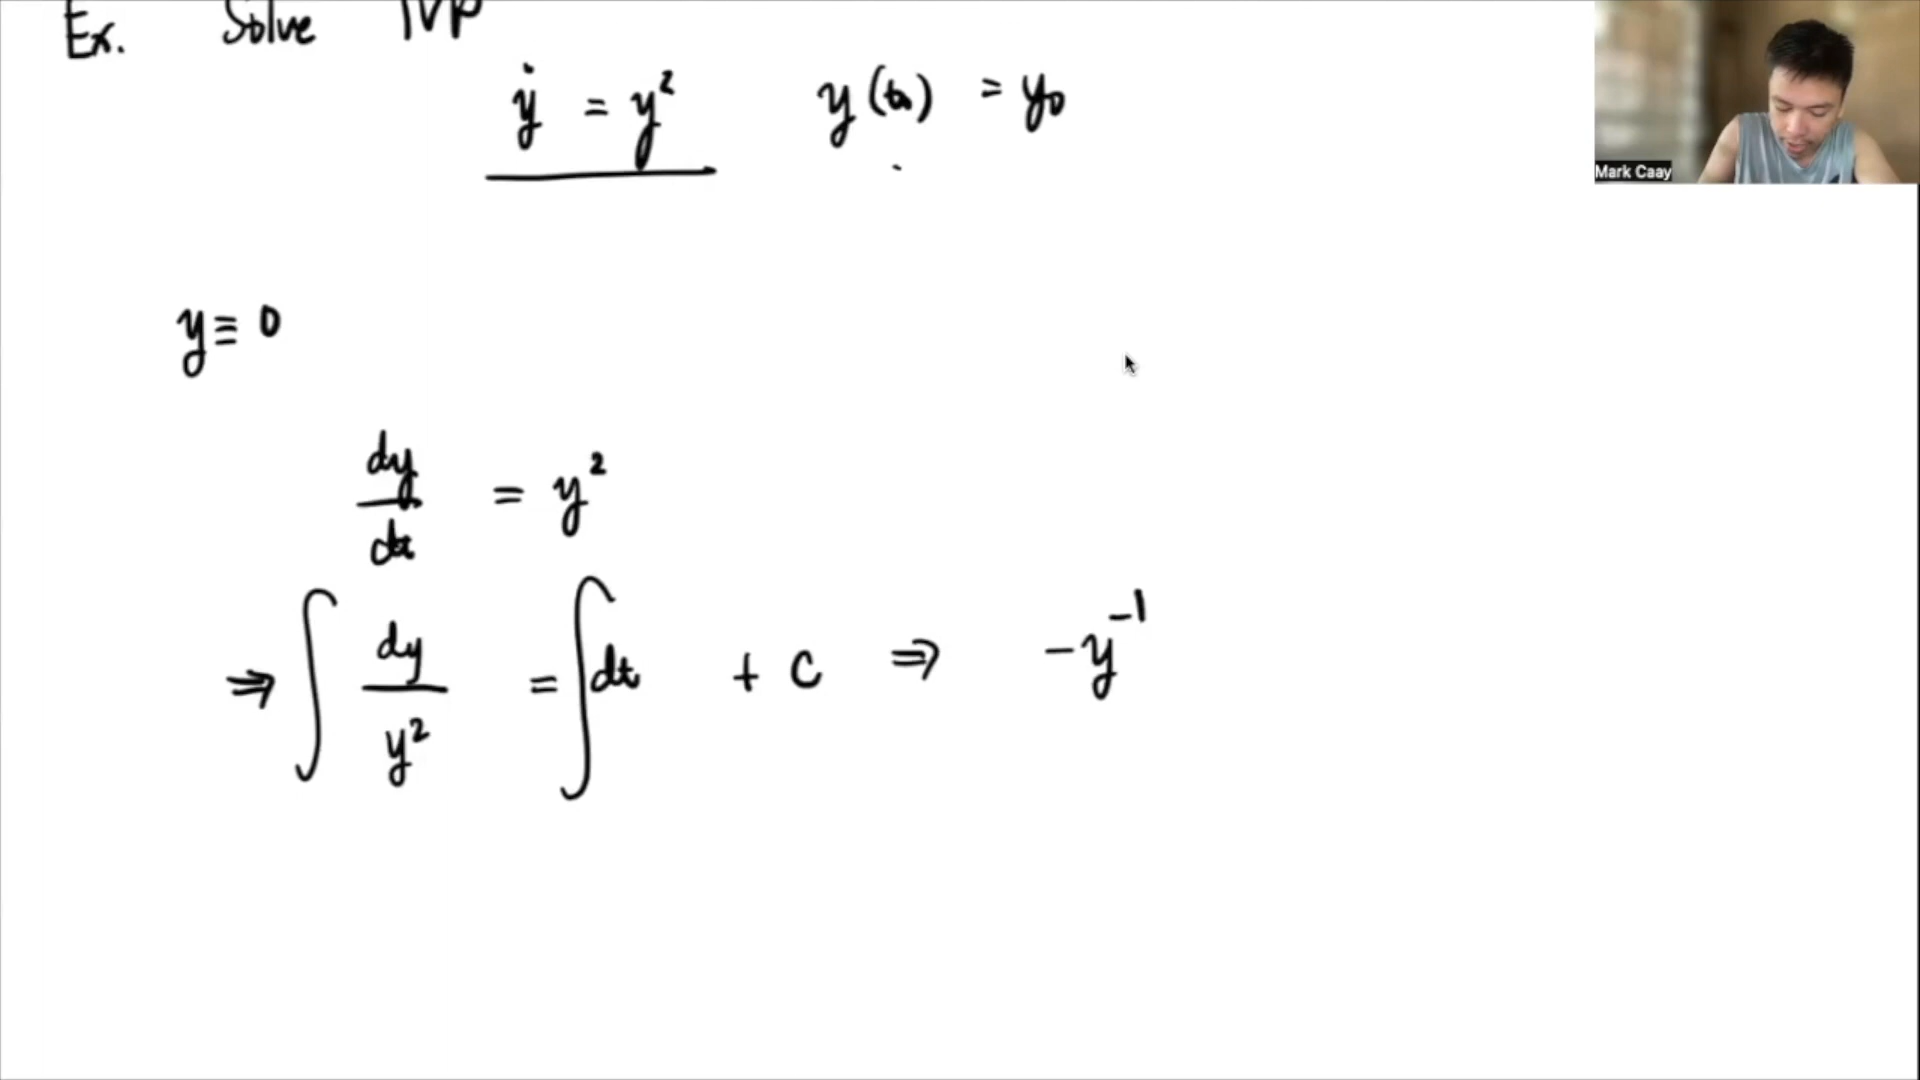 Ex. Solve IVP
ẏ = y² y(t₀) = y₀
Mark Caay
y ≡ 0
dy/dt = y²
⇒ ∫ dy/y² = ∫ dt + C ⇒ -y⁻¹